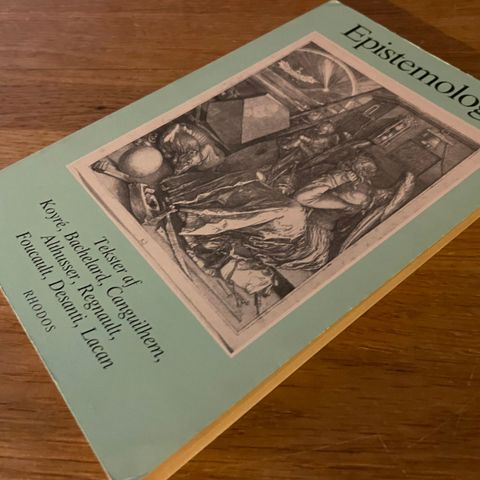 Epistemolog
Tekster af
Koyré, Bachelard, Canguilhem,
Althusser, Regnault,
Foucault, Desanti, Lacan
RHODOS